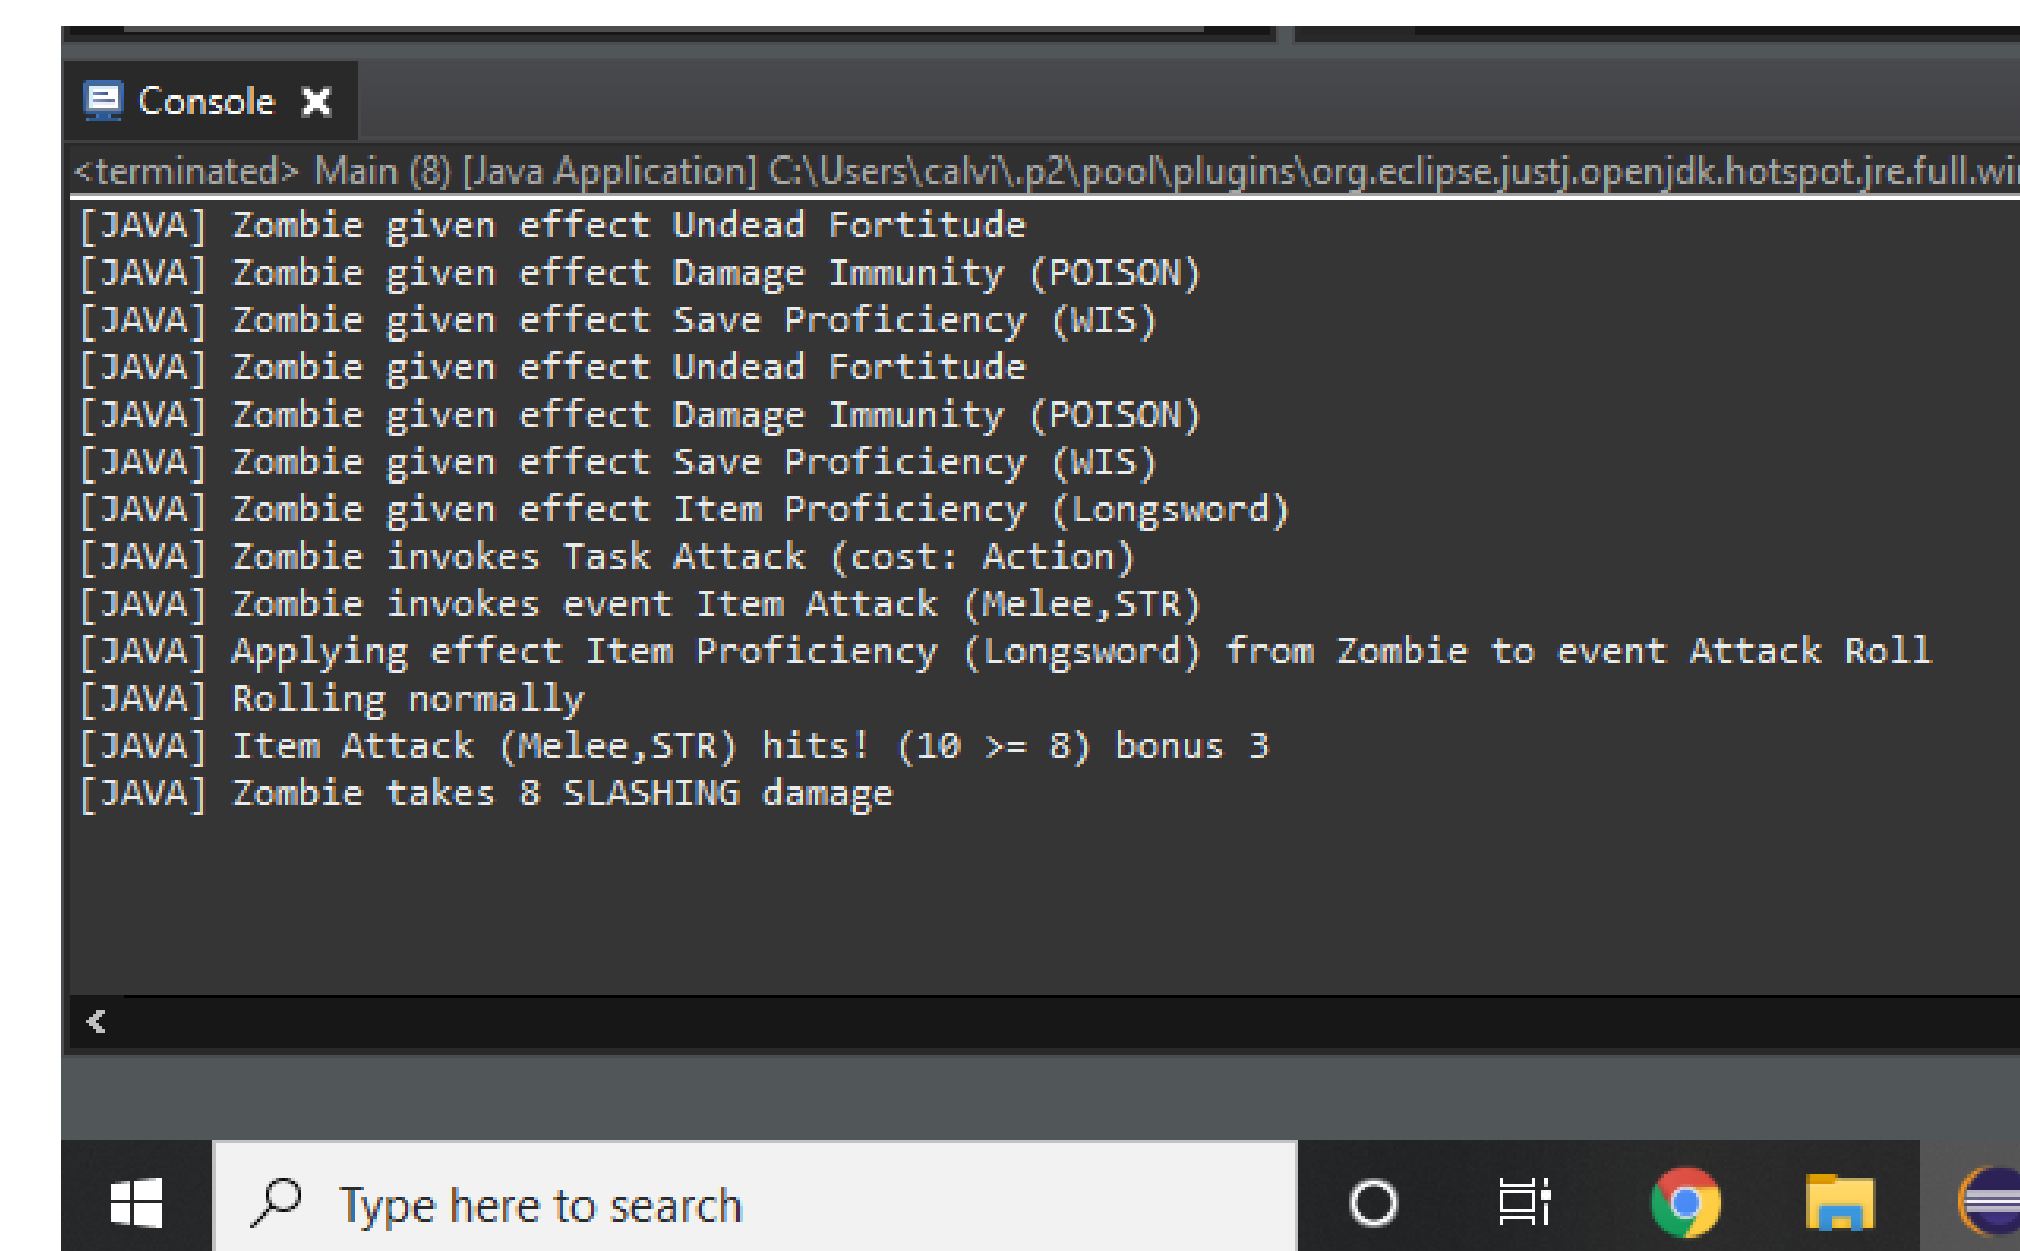 Console
<terminated> Main (8) [Java Application] C:\Users\calvi\.p2\pool\plugins\org.eclipse.justj.openjdk.hotspot.jre.full.wi
[JAVA] Zombie given effect Undead Fortitude
[JAVA] Zombie given effect Damage Immunity (POISON)
[JAVA] Zombie given effect Save Proficiency (WIS)
[JAVA] Zombie given effect Undead Fortitude
[JAVA] Zombie given effect Damage Immunity (POISON)
[JAVA] Zombie given effect Save Proficiency (WIS)
[JAVA] Zombie given effect Item Proficiency (Longsword)
[JAVA] Zombie invokes Task Attack (cost: Action)
[JAVA] Zombie invokes event Item Attack (Melee,STR)
[JAVA] Applying effect Item Proficiency (Longsword) from Zombie to event Attack Roll
[JAVA] Rolling normally
[JAVA] Item Attack (Melee,STR) hits! (10 >= 8) bonus 3
[JAVA] Zombie takes 8 SLASHING damage
Type here to search